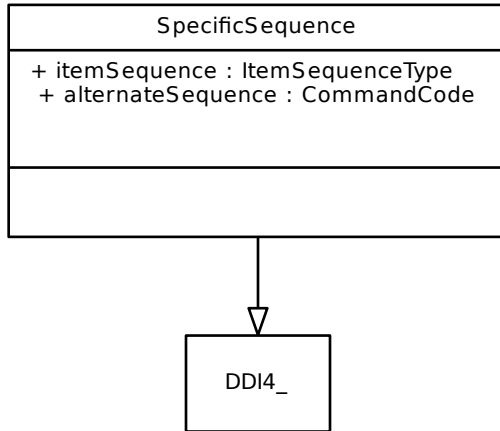 SpecificSequence
+ itemSequence : ItemSequenceType
+ alternateSequence : CommandCode
DDI4_